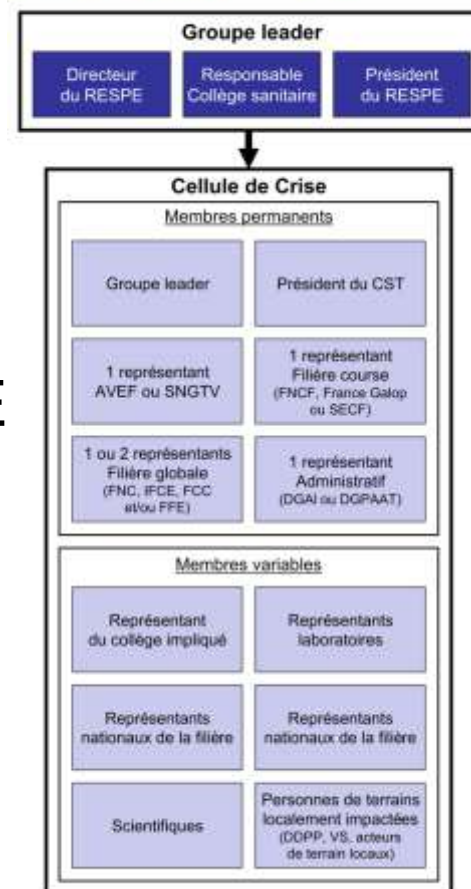 Groupe leader
Directeur
du RESPE
Responsable
Collège sanitaire
Président
du RESPE
Cellule de Crise
Membres permanents
Groupe leader
Président du CST
1 représentant
AVEF ou SNGTV
1 représentant
Filière course
(FNCF, France Galop
ou SECF)
1 ou 2 représentants
Filière globale
(FNC, IFCE, FCC
et/ou FFE)
1 représentant
Administratif
(DGAl ou DGPAAT)
Membres variables
Représentant
du collège impliqué
Représentants
laboratoires
Représentants
nationaux de la filière
Représentants
nationaux de la filière
Scientifiques
Personnes de terrains
localement impactées
(DDPP, VS, acteurs
de terrain locaux)